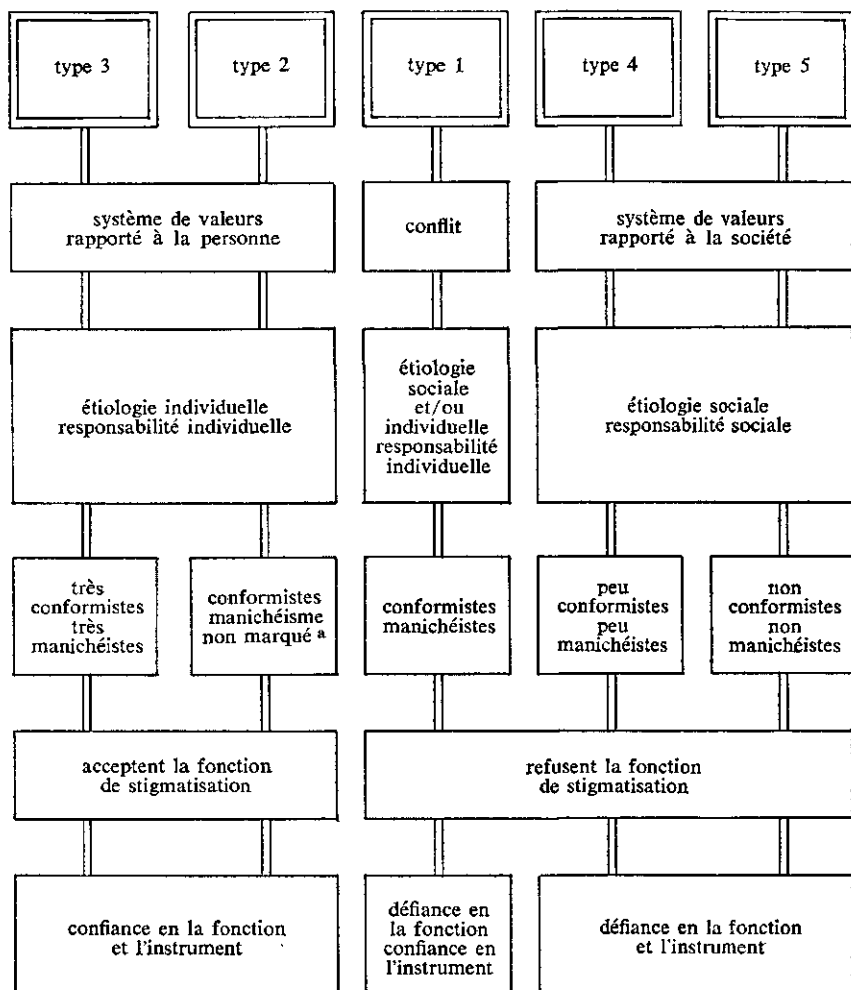 type 3
type 2
type 1
type 4
type 5
système de valeurs
rapporté à la personne
conflit
système de valeurs
rapporté à la société
étiologie individuelle
responsabilité individuelle
étiologie
sociale
et/ou
individuelle
responsabilité
individuelle
étiologie sociale
responsabilité sociale
très
conformistes
très
manichéistes
conformistes
manichéisme
non marqué a
conformistes
manichéistes
peu
conformistes
peu
manichéistes
non
conformistes
non
manichéistes
acceptent la fonction
de stigmatisation
refusent la fonction
de stigmatisation
confiance en la fonction
et l'instrument
défiance en
la fonction
confiance en
l'instrument
défiance en la fonction
et l'instrument